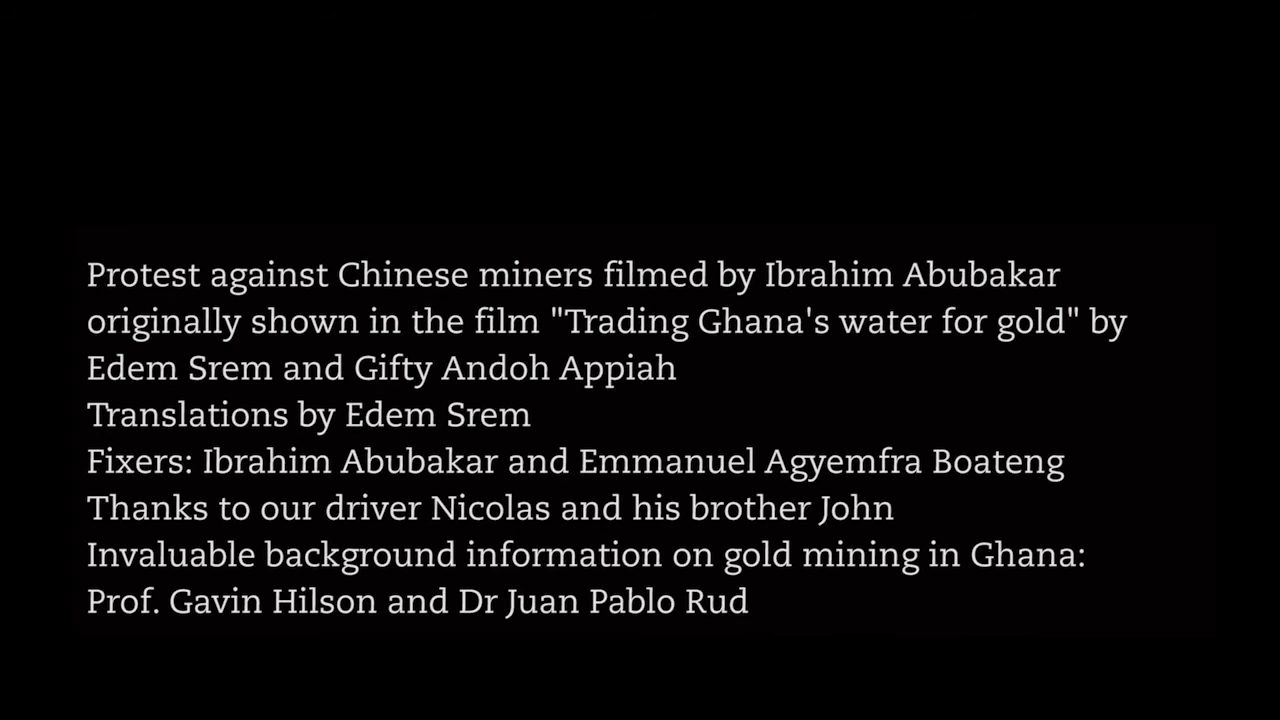 Protest against Chinese miners filmed by Ibrahim Abubakar
originally shown in the film "Trading Ghana's water for gold" by
Edem Srem and Gifty Andoh Appiah
Translations by Edem Srem
Fixers: Ibrahim Abubakar and Emmanuel Agyemfra Boateng
Thanks to our driver Nicolas and his brother John
Invaluable background information on gold mining in Ghana:
Prof. Gavin Hilson and Dr Juan Pablo Rud